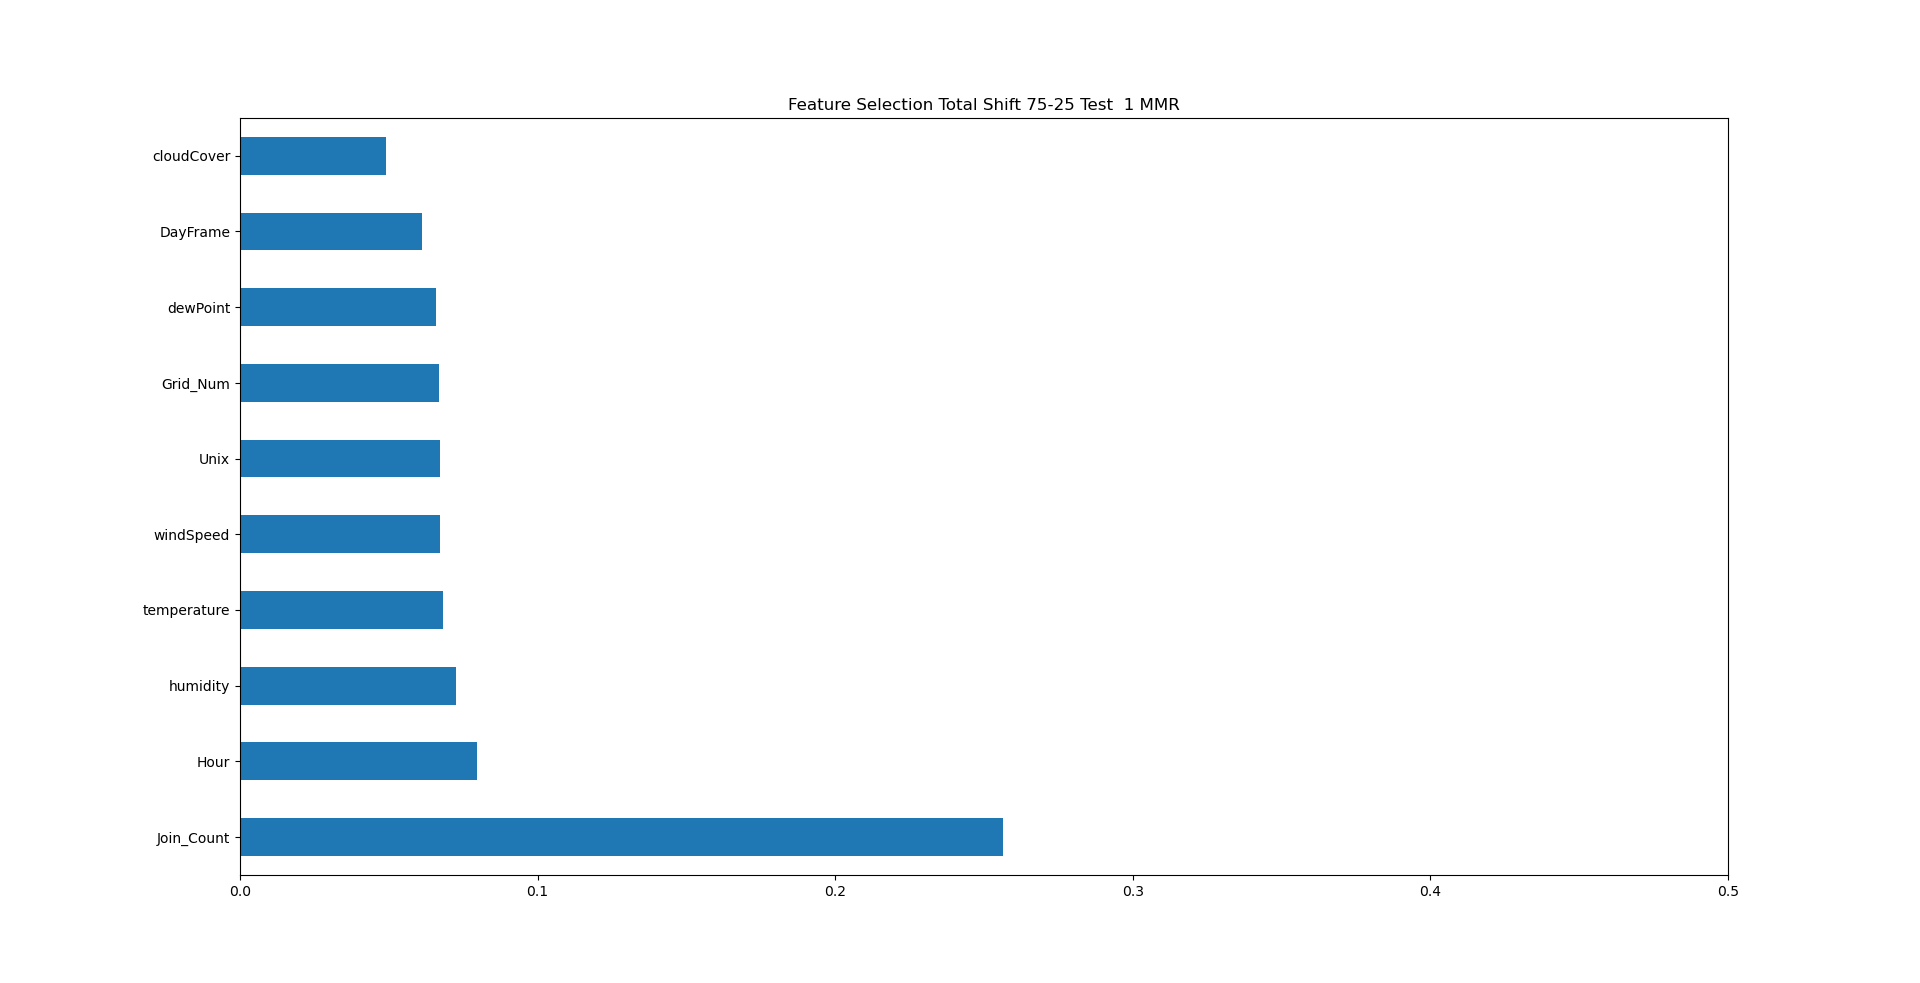 Feature Selection Total Shift 75-25 Test  1 MMR
cloudCover
DayFrame
dewPoint
Grid_Num
Unix
windSpeed
temperature
humidity
Hour
Join_Count
0.0 0.1 0.2 0.3 0.4 0.5